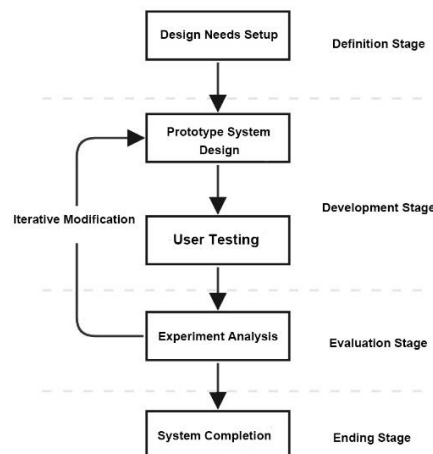 Design Needs Setup
Definition Stage
Prototype System
Design
Iterative Modification
Development Stage
User Testing
Experiment Analysis
Evaluation Stage
System Completion
Ending Stage